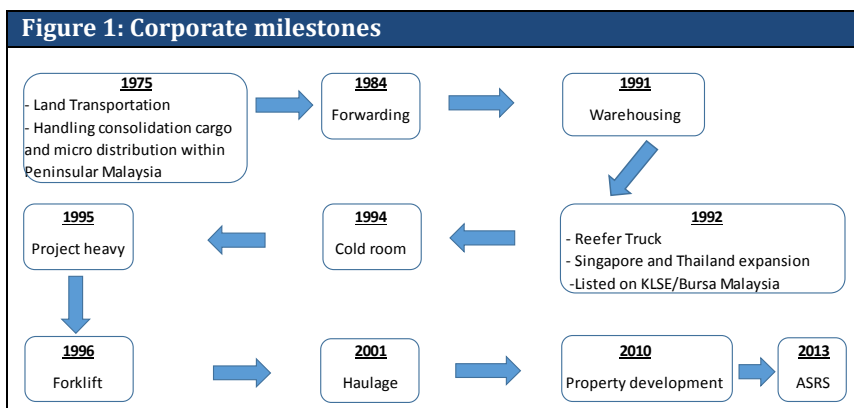 Figure 1: Corporate milestones
1975
- Land Transportation
- Handling consolidation cargo
and micro distribution within
Peninsular Malaysia
1984
Forwarding
1991
Warehousing
1992
- Reefer Truck
- Singapore and Thailand expansion
-Listed on KLSE/Bursa Malaysia
1994
Cold room
1995
Project heavy
1996
Forklift
2001
Haulage
2010
Property development
2013
ASRS